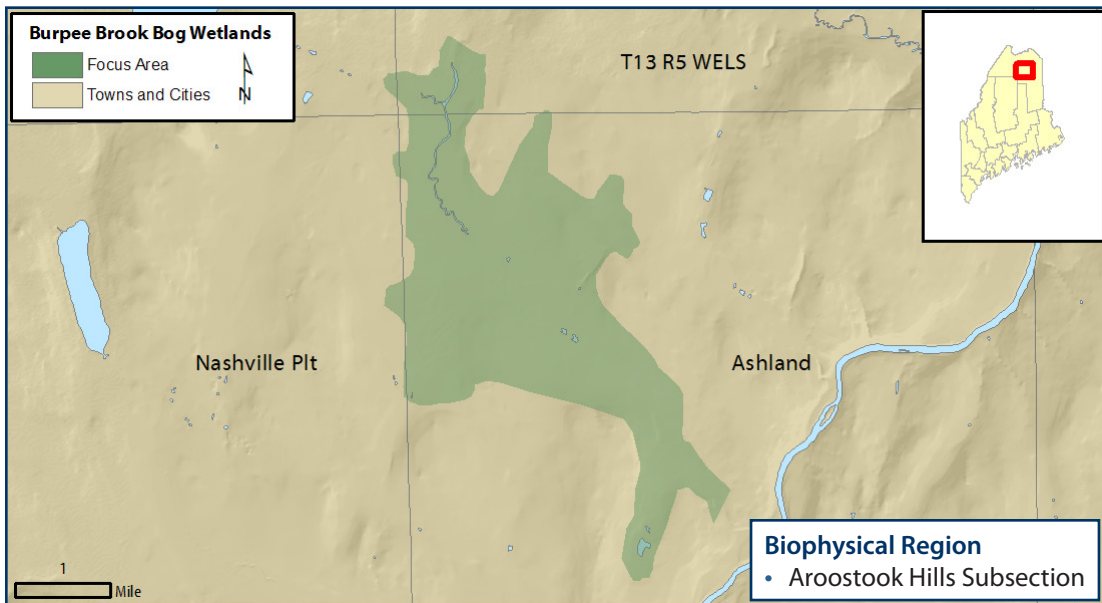 Burpee Brook Bog Wetlands
Focus Area
Towns and Cities
N
T13 R5 WELS
Nashville Plt
Ashland
1
Mile
Biophysical Region
• Aroostook Hills Subsection